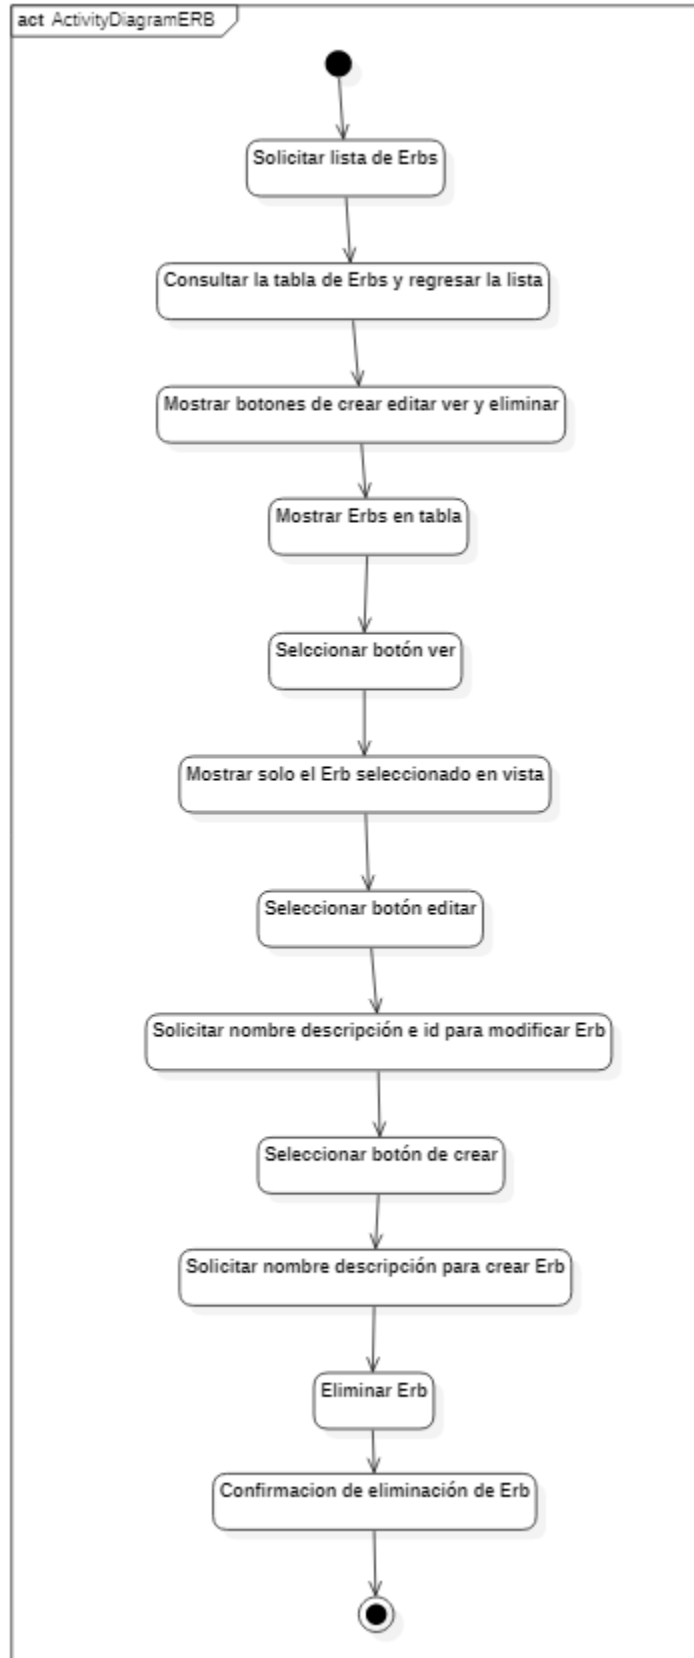 act ActivityDiagramERB
Solicitar lista de Erbs
Consultar la tabla de Erbs y regresar la lista
Mostrar botones de crear editar ver y eliminar
Mostrar Erbs en tabla
Selccionar botón ver
Mostrar solo el Erb seleccionado en vista
Seleccionar botón editar
Solicitar nombre descripción e id para modificar Erb
Seleccionar botón de crear
Solicitar nombre descripción para crear Erb
Eliminar Erb
Confirmacion de eliminación de Erb